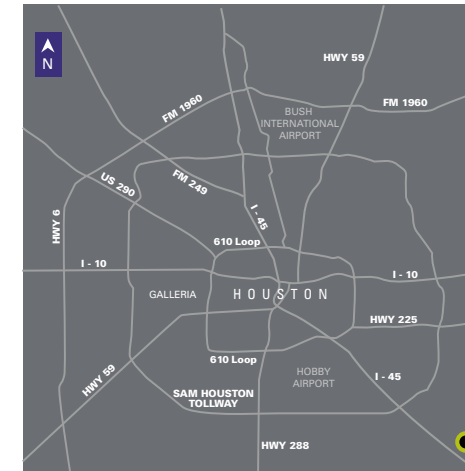 N
HWY 59
FM 1960
FM 1960
BUSH
INTERNATIONAL
AIRPORT
US 290
FM 249
HWY 6
I - 45
610 Loop
I - 10
I - 10
GALLERIA
HOUSTON
HWY 225
610 Loop
HWY 59
HOBBY
AIRPORT
I - 45
SAM HOUSTON
TOLLWAY
HWY 288